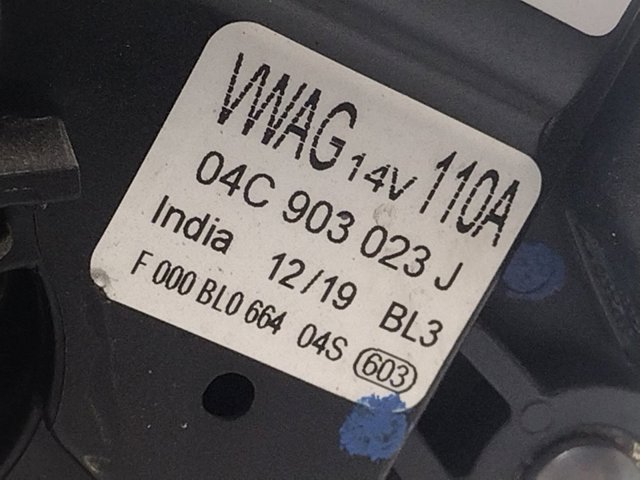 VWAG 14V 110A
04C 903 023 J
India 12/19 BL3
F 000 BL0 664 04S 603